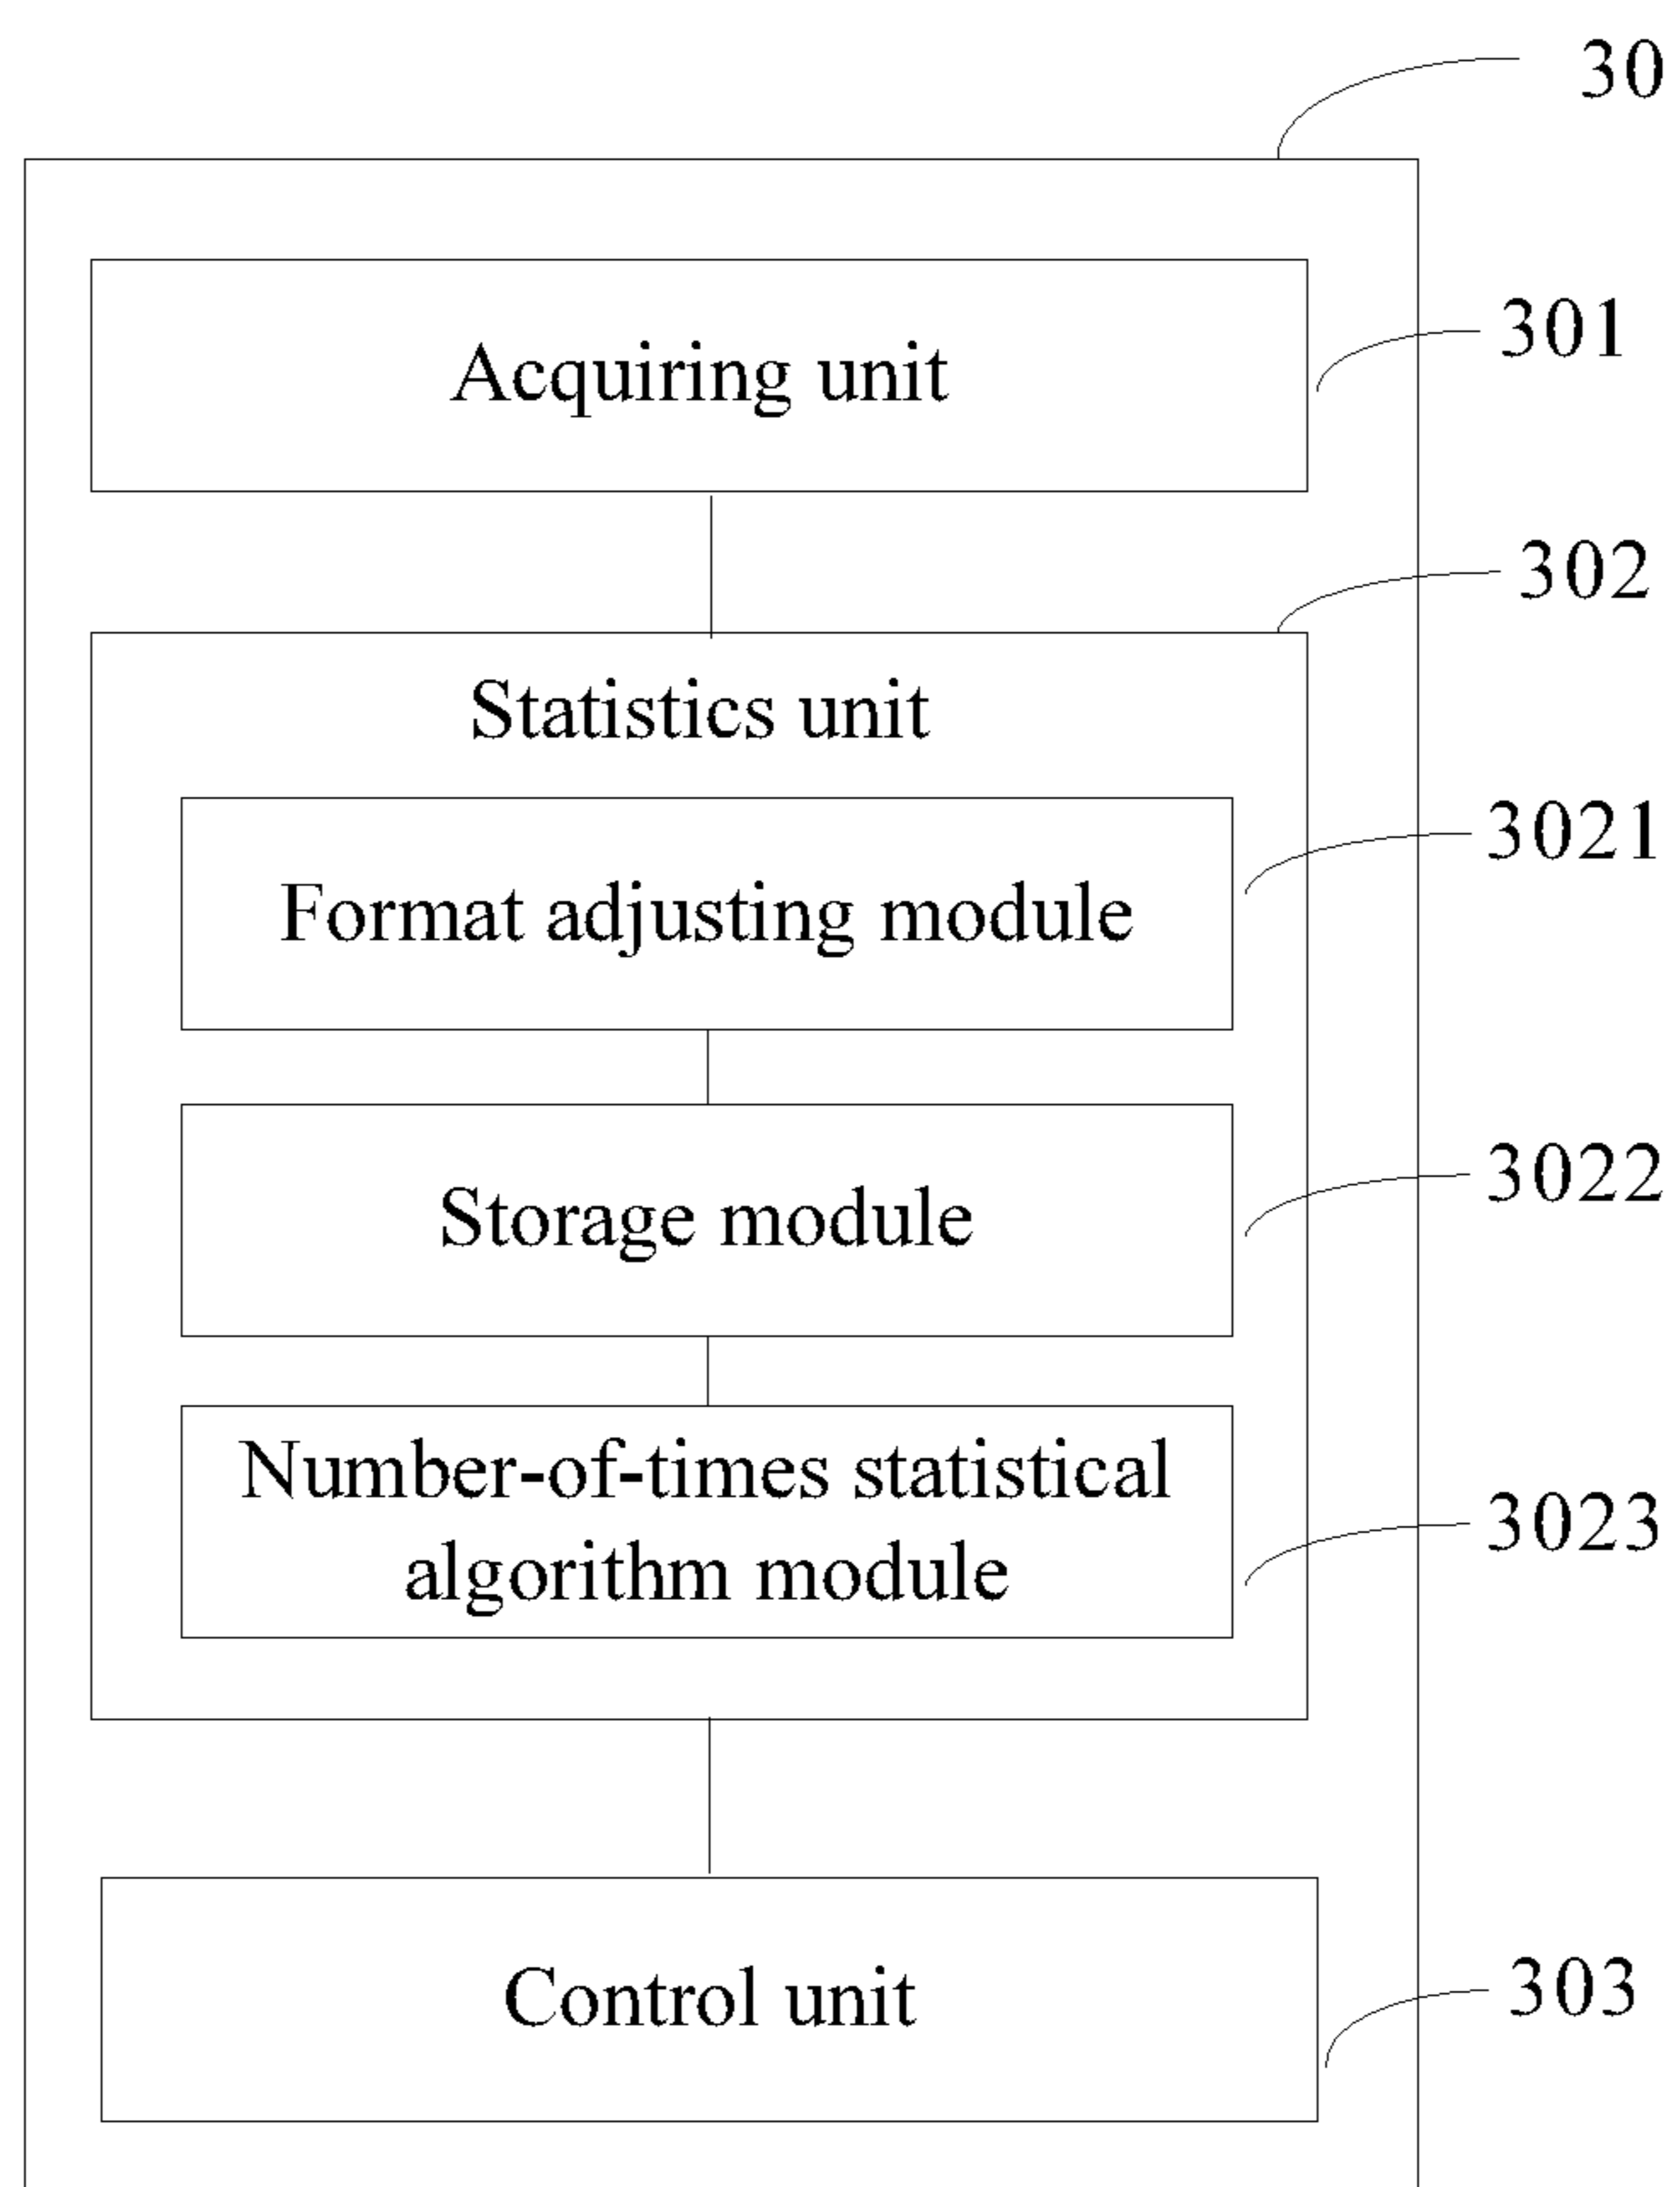 30
Acquiring unit
301
302
Statistics unit
3021
Format adjusting module
Storage module
3022
Number-of-times statistical
algorithm module
3023
Control unit
303